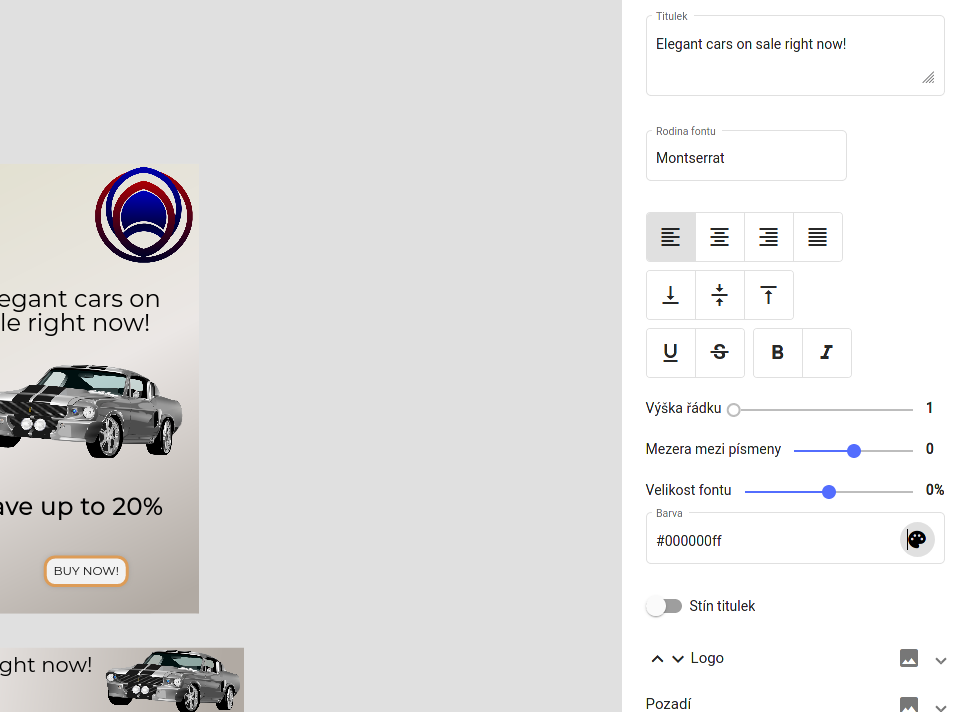 Titulek
Elegant cars on sale right now!
Rodina fontu
Montserrat
Výška řádku 1
Mezera mezi písmeny 0
Velikost fontu 0%
Barva
#000000ff
Stín titulek
Logo
Pozadí
egant cars on
le right now!
ave up to 20%
BUY NOW!
ght now!